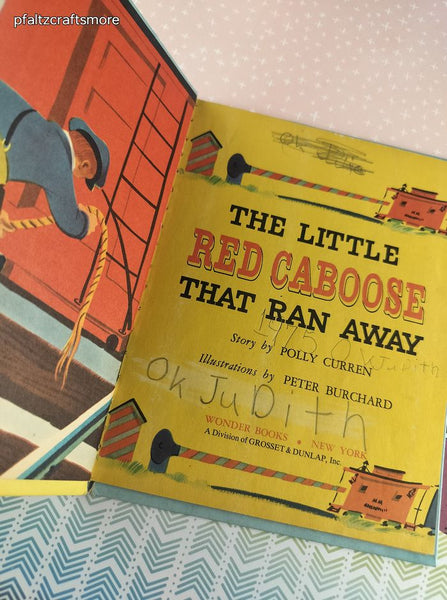 pfaltzcraftsmore
THE LITTLE
RED CABOOSE
THAT RAN AWAY
1975
Judith
Story by POLLY CURREN
Illustrations by PETER BURCHARD
Ok JuDith
WONDER BOOKS • NEW YORK
A Division of GROSSET & DUNLAP, Inc.